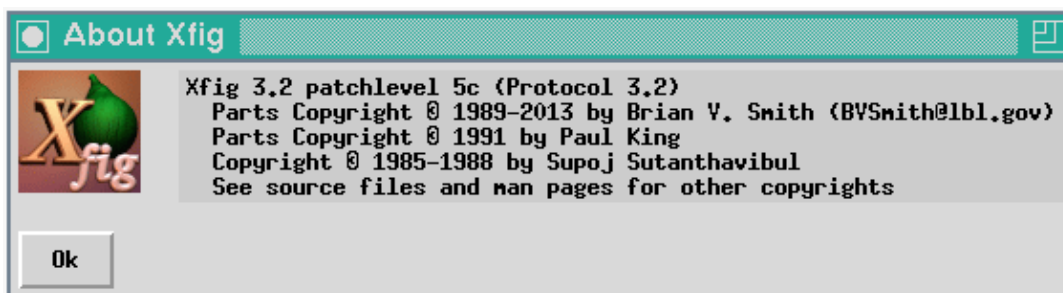 About Xfig
Xfig
Xfig 3.2 patchlevel 5c (Protocol 3.2)
Parts Copyright © 1989-2013 by Brian V. Smith (BVSmith@lbl.gov)
Parts Copyright © 1991 by Paul King
Copyright © 1985-1988 by Supoj Sutanthavibul
See source files and man pages for other copyrights
Ok